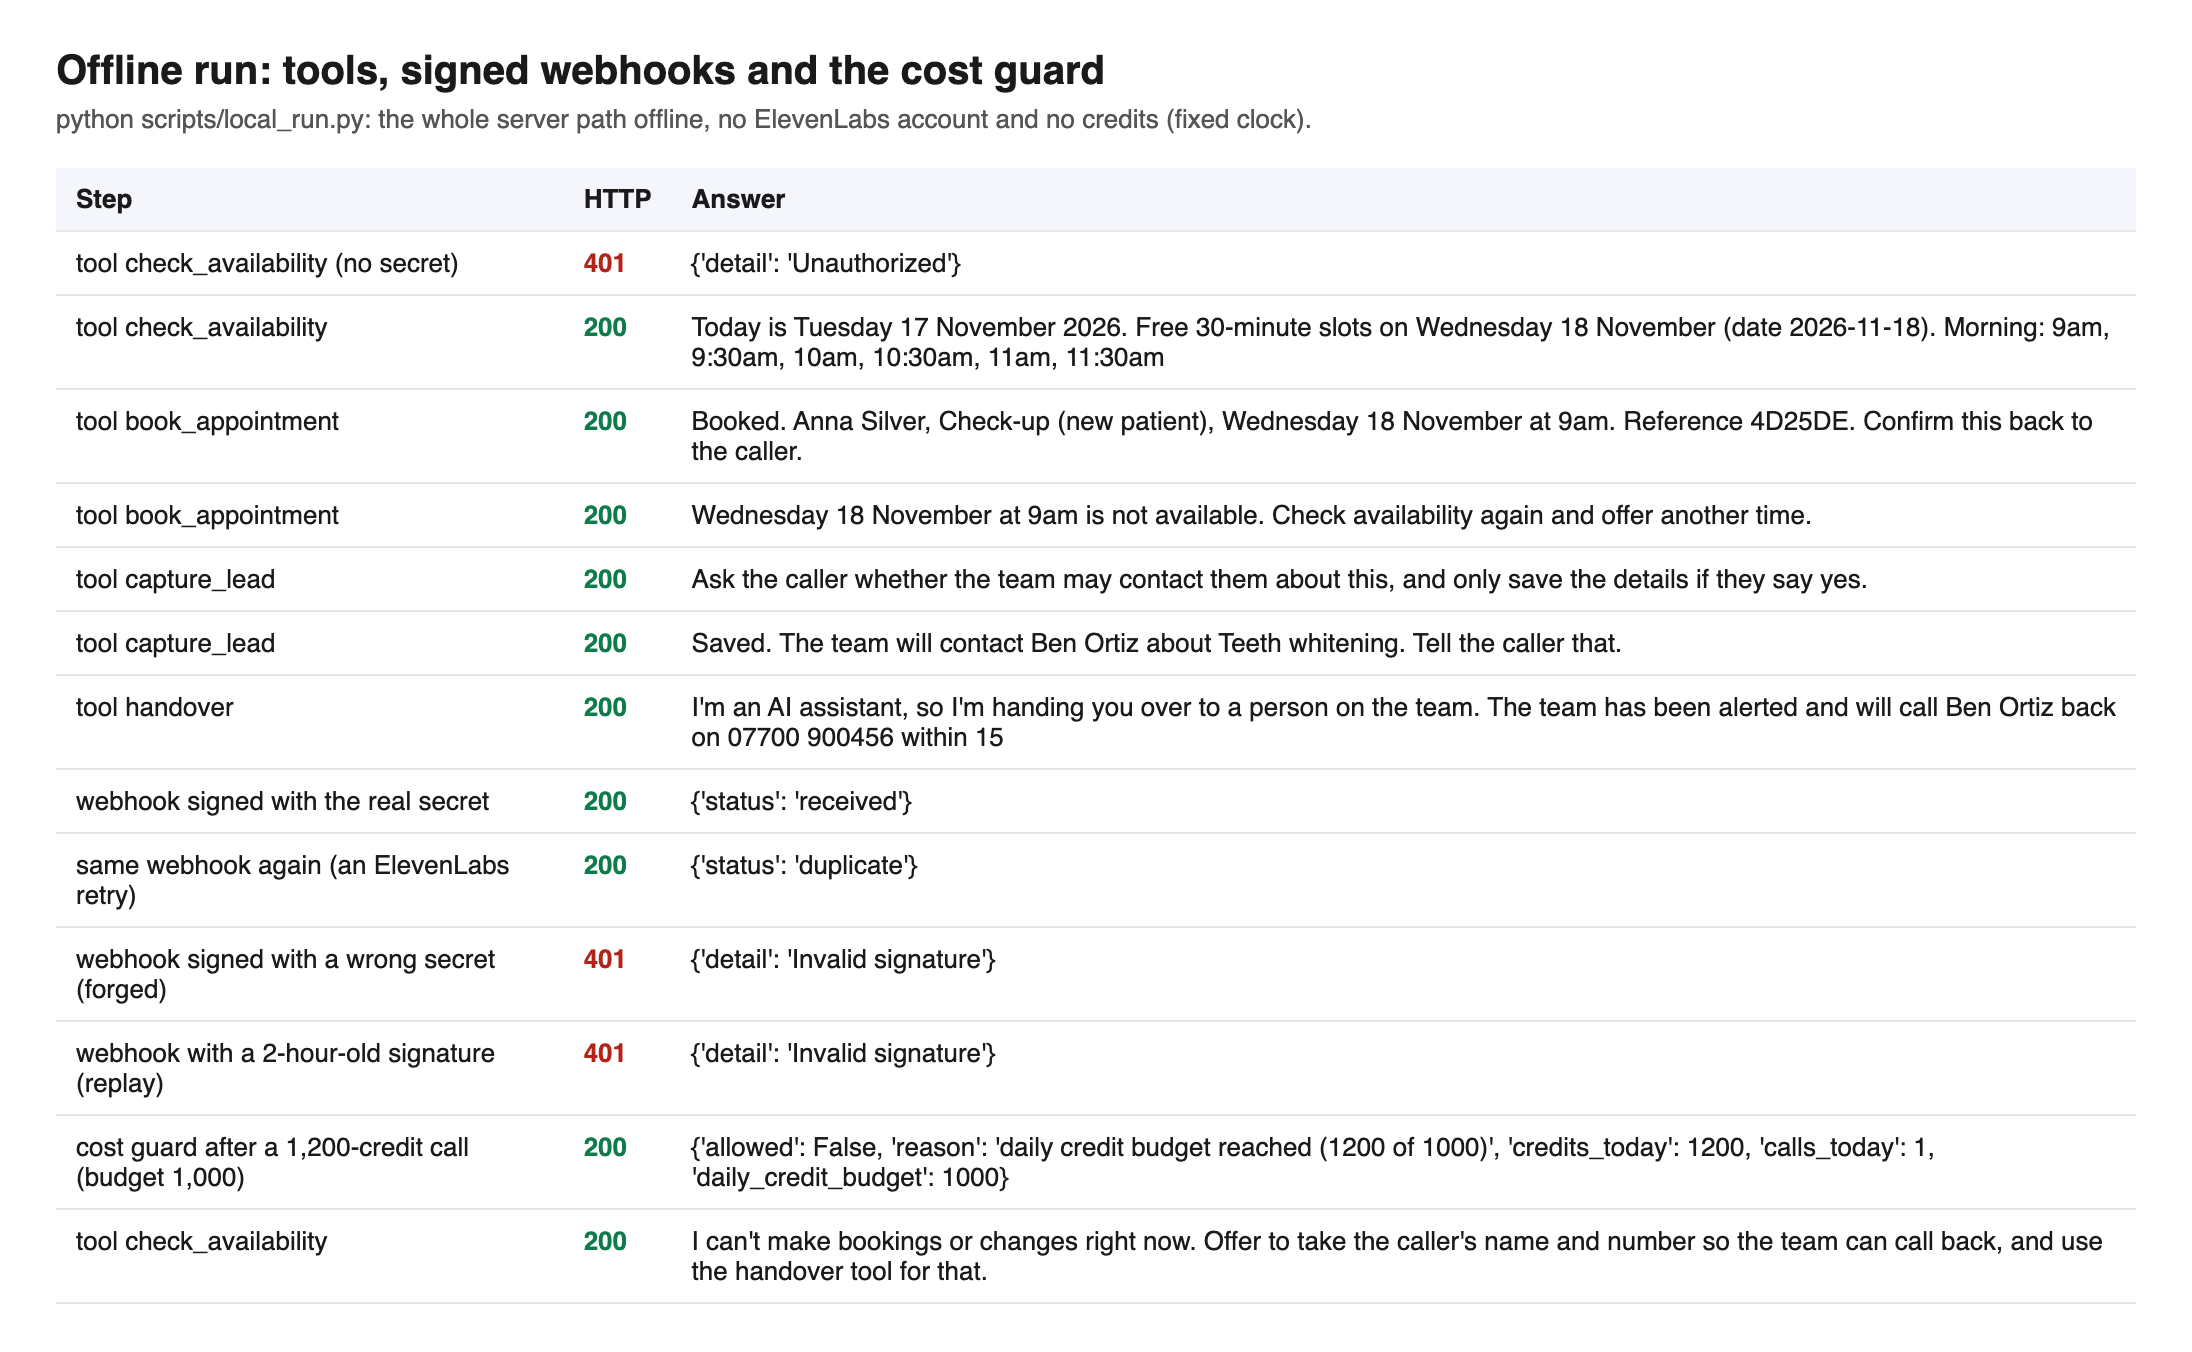 Offline run: tools, signed webhooks and the cost guard
python scripts/local_run.py: the whole server path offline, no ElevenLabs account and no credits (fixed clock).
Step HTTP Answer
tool check_availability (no secret) 401 {'detail': 'Unauthorized'}
tool check_availability 200 Today is Tuesday 17 November 2026. Free 30-minute slots on Wednesday 18 November (date 2026-11-18). Morning: 9am,
9:30am, 10am, 10:30am, 11am, 11:30am
tool book_appointment 200 Booked. Anna Silver, Check-up (new patient), Wednesday 18 November at 9am. Reference 4D25DE. Confirm this back to
the caller.
tool book_appointment 200 Wednesday 18 November at 9am is not available. Check availability again and offer another time.
tool capture_lead 200 Ask the caller whether the team may contact them about this, and only save the details if they say yes.
tool capture_lead 200 Saved. The team will contact Ben Ortiz about Teeth whitening. Tell the caller that.
tool handover 200 I'm an AI assistant, so I'm handing you over to a person on the team. The team has been alerted and will call Ben Ortiz back
on 07700 900456 within 15
webhook signed with the real secret 200 {'status': 'received'}
same webhook again (an ElevenLabs 200 {'status': 'duplicate'}
retry)
webhook signed with a wrong secret 401 {'detail': 'Invalid signature'}
(forged)
webhook with a 2-hour-old signature 401 {'detail': 'Invalid signature'}
(replay)
cost guard after a 1,200-credit call 200 {'allowed': False, 'reason': 'daily credit budget reached (1200 of 1000)', 'credits_today': 1200, 'calls_today': 1,
(budget 1,000) 'daily_credit_budget': 1000}
tool check_availability 200 I can't make bookings or changes right now. Offer to take the caller's name and number so the team can call back, and use
the handover tool for that.